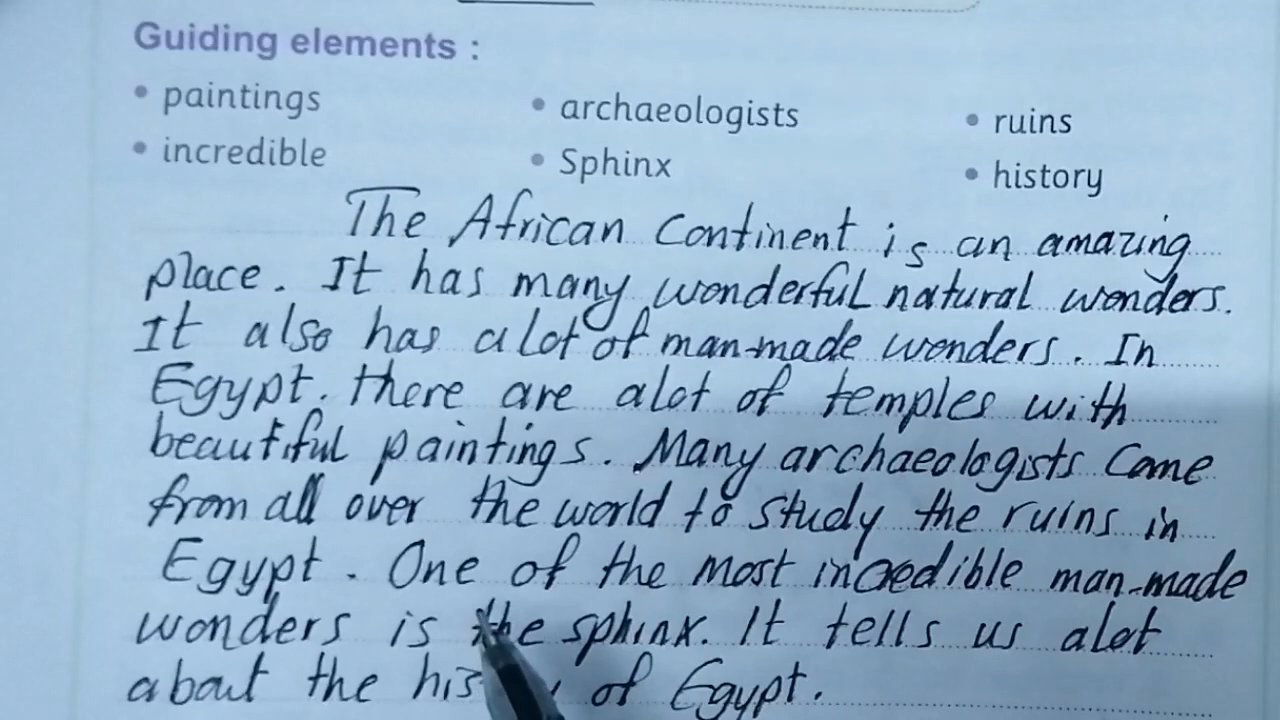 Guiding elements :
• paintings • archaeologists • ruins
• incredible • Sphinx • history
The African Continent is an amazing
place. It has many wonderful natural wonders.
It also has alot of man-made wonders. In
Egypt. there are alot of temples with
beautiful paintings. Many archaeologists come
from all over the world to study the ruins in
Egypt. One of the most incredible man-made
wonders is the sphinx. It tells us alot
about the his of Egypt.